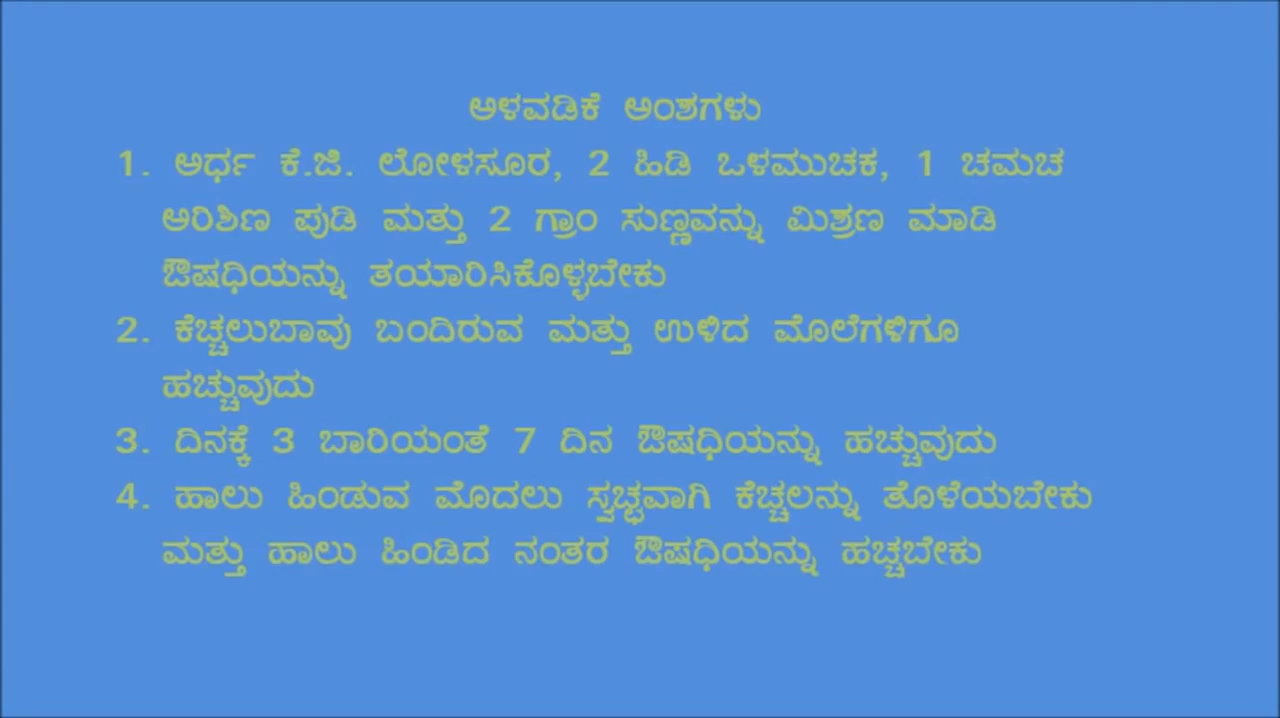 ಅಳವಡಿಕೆ ಅಂಶಗಳು
1. ಅರ್ಧ ಕೆ.ಜಿ. ಲೋಳಸೂರ, 2 ಹಿಡಿ ಒಳಮುಚಕ, 1 ಚಮಚ
ಅರಿಶಿಣ ಪುಡಿ ಮತ್ತು 2 ಗ್ರಾಂ ಸುಣ್ಣವನ್ನು ಮಿಶ್ರಣ ಮಾಡಿ
ಔಷಧಿಯನ್ನು ತಯಾರಿಸಿಕೊಳ್ಳಬೇಕು
2. ಕೆಚ್ಚಲುಬಾವು ಬಂದಿರುವ ಮತ್ತು ಉಳಿದ ಮೊಲೆಗಳಿಗೂ
ಹಚ್ಚುವುದು
3. ದಿನಕ್ಕೆ 3 ಬಾರಿಯಂತೆ 7 ದಿನ ಔಷಧಿಯನ್ನು ಹಚ್ಚುವುದು
4. ಹಾಲು ಹಿಂಡುವ ಮೊದಲು ಸ್ವಚ್ಛವಾಗಿ ಕೆಚ್ಚಲನ್ನು ತೊಳೆಯಬೇಕು
ಮತ್ತು ಹಾಲು ಹಿಂಡಿದ ನಂತರ ಔಷಧಿಯನ್ನು ಹಚ್ಚಬೇಕು